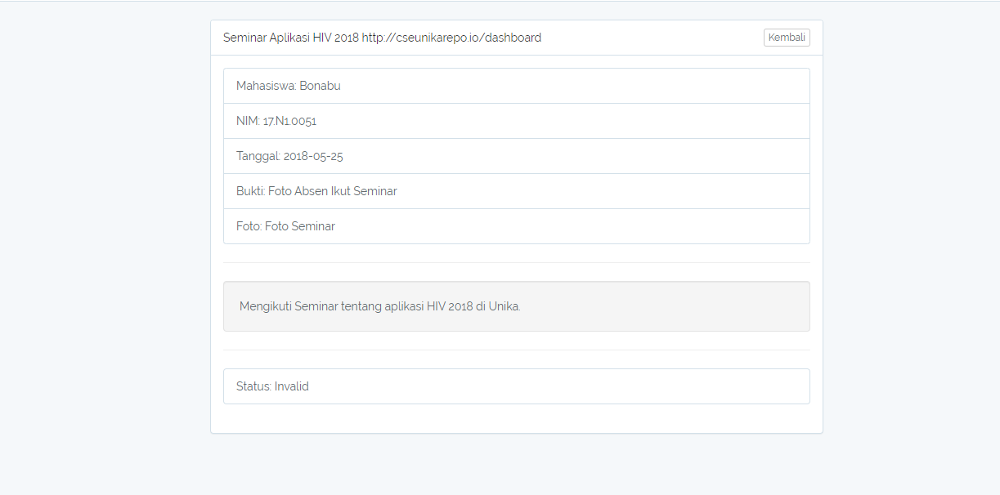 Seminar Aplikasi HIV 2018 http://cseunikarepo.io/dashboard
Kembali
Mahasiswa: Bonabu
NIM: 17.N1.0051
Tanggal: 2018-05-25
Bukti: Foto Absen Ikut Seminar
Foto: Foto Seminar
Mengikuti Seminar tentang aplikasi HIV 2018 di Unika.
Status: Invalid